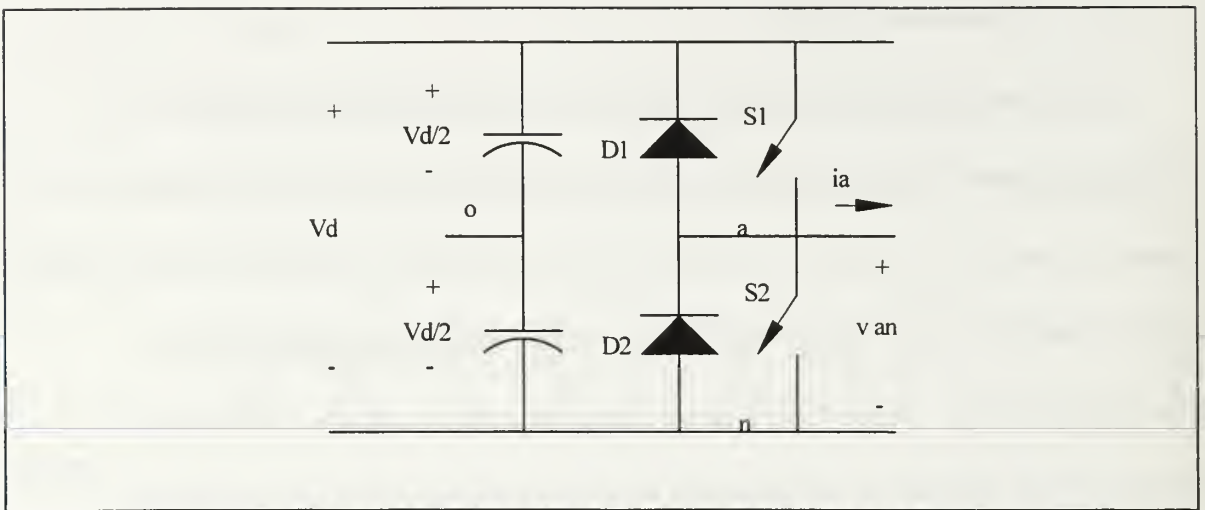 +
+
Vd/2
-
S1
D1
ia
o
Vd
a
+
+
S2
Vd/2
D2
v an
-
-
-
n